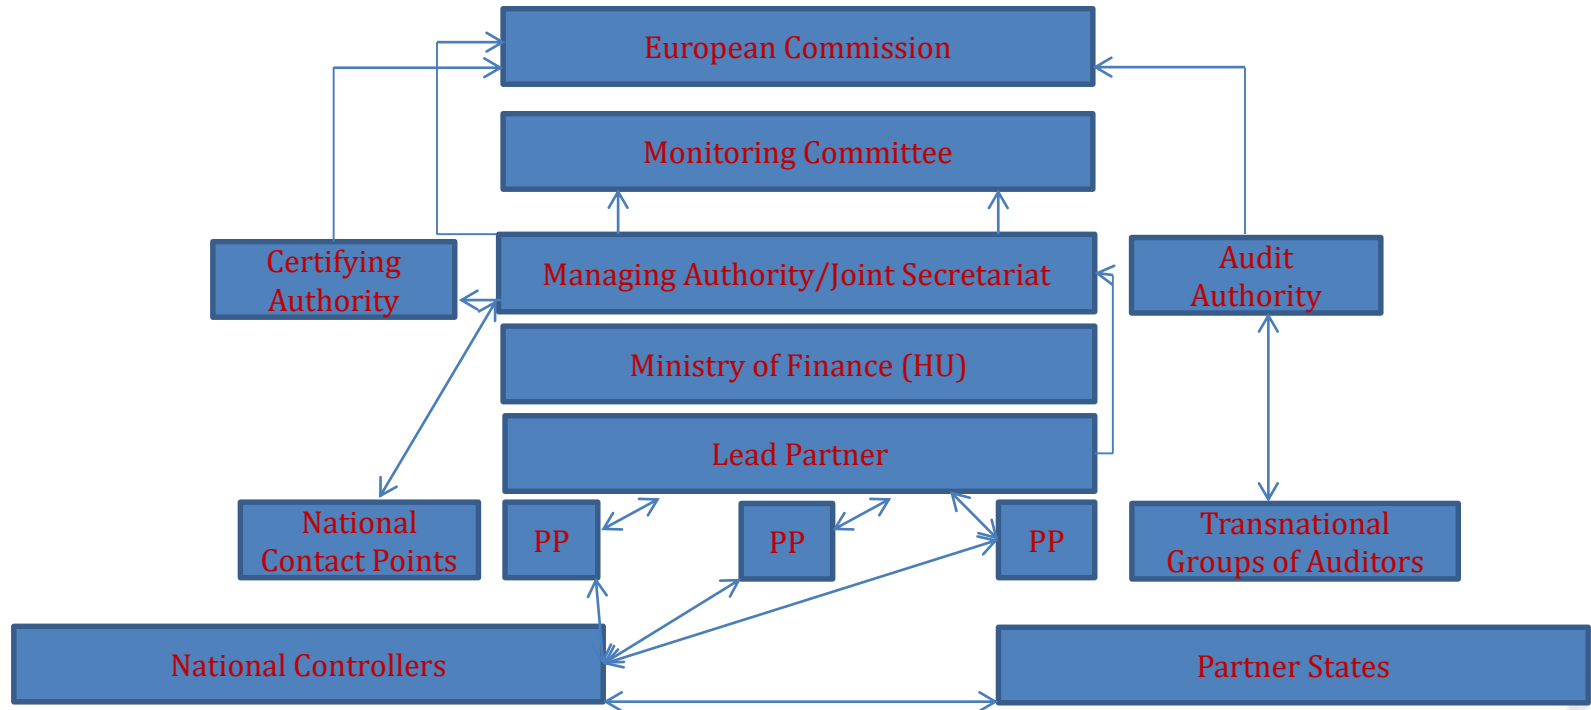 European Commission
Monitoring Committee
Certifying
Authority
Managing Authority/Joint Secretariat
Audit
Authority
Ministry of Finance (HU)
Lead Partner
National
Contact Points
PP
PP
PP
Transnational
Groups of Auditors
National Controllers
Partner States